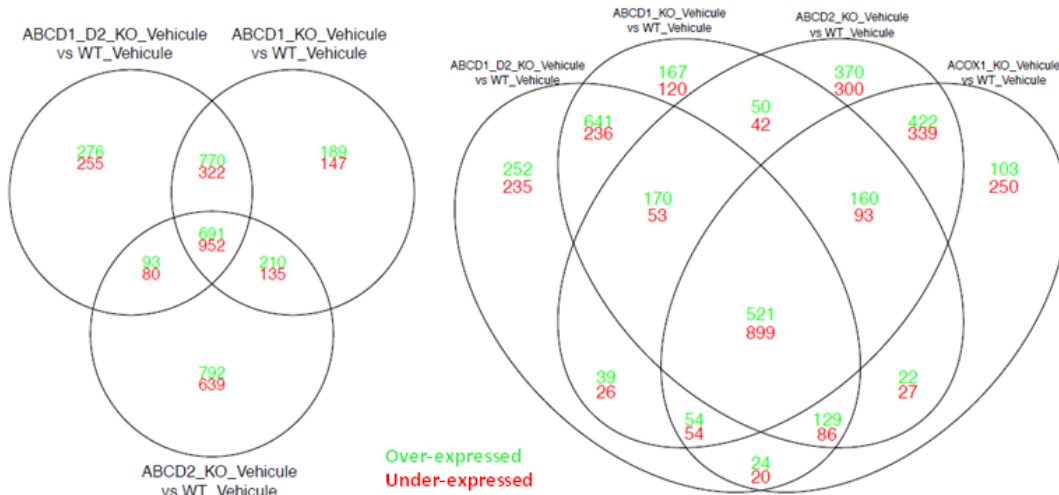 ABCD1_D2_KO_Vehicule
vs WT_Vehicule
ABCD1_KO_Vehicule
vs WT_Vehicule
276
255
770
322
189
147
691
952
93
80
210
135
792
639
ABCD2_KO_Vehicule
vs WT_Vehicule
Over-expressed
Under-expressed
ABCD1_KO_Vehicule
vs WT_Vehicule
ABCD2_KO_Vehicule
vs WT_Vehicule
ABCD1_D2_KO_Vehicule
vs WT_Vehicule
ACOX1_KO_Vehicule
vs WT_Vehicule
167
120
370
300
50
42
641
236
422
339
252
235
103
250
170
53
160
93
521
899
39
26
22
27
54
54
129
86
24
20